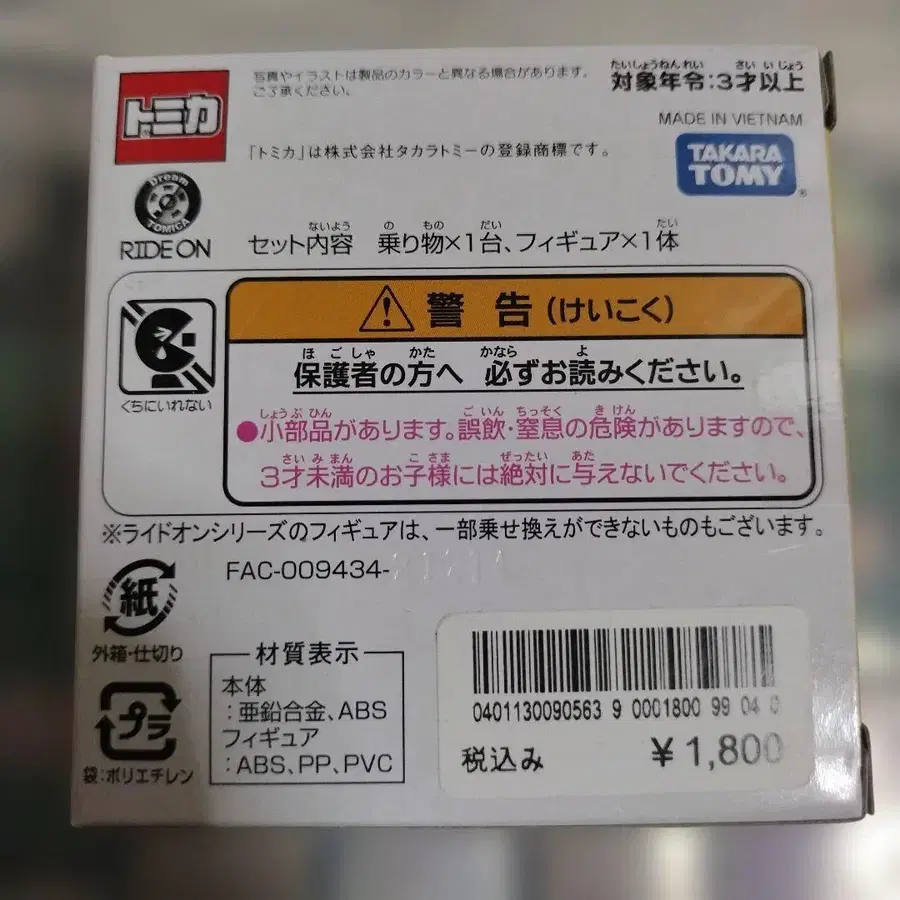 トミカ
写真やイラストは製品のカラーと異なる場合があります。
ご了承ください。
たいしょうねんれい さい いじょう
対象年令:3才以上
MADE IN VIETNAM
「トミカ」は株式会社タカラトミーの登録商標です。
TAKARA
TOMY
Dream
TOMICA
RIDE ON
ないよう の もの だい たい
セット内容 乗り物×1台、フィギュア×1体
警告(けいこく)
ほごしゃ かた かなら よ
保護者の方へ 必ずお読みください。
くちにいれない
しょうぶひん ごいん ちっそく きけん
●小部品があります。誤飲・窒息の危険がありますので、
さい みまん こさま ぜったい あた
3才未満のお子様には絶対に与えないでください。
※ライドオンシリーズのフィギュアは、一部乗せ換えができないものもございます。
FAC-009434-
紙
外箱・仕切り
プラ
袋:ポリエチレン
材質表示
本体
:亜鉛合金、ABS
フィギュア
:ABS、PP、PVC
0401130090563 9 0001800 99 04 0
税込み ¥1,800